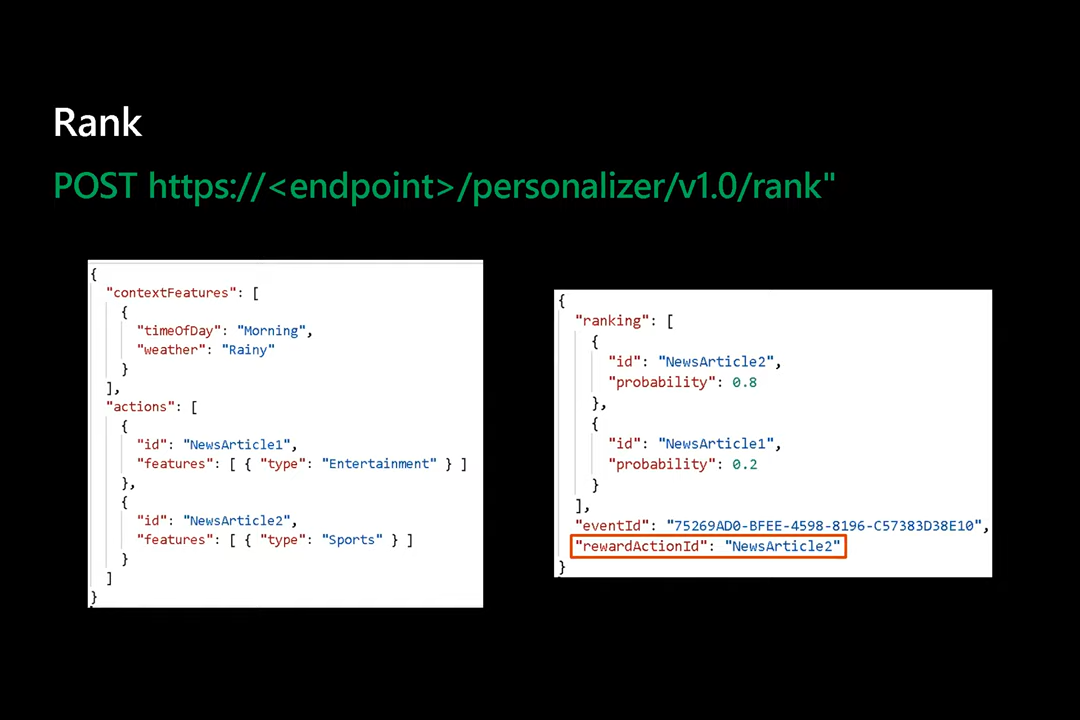 Rank
POST https://<endpoint>/personalizer/v1.0/rank"
{
"contextFeatures": [
{
"timeOfDay": "Morning",
"weather": "Rainy"
}
],
"actions": [
{
"id": "NewsArticle1",
"features": [ { "type": "Entertainment" } ]
},
{
"id": "NewsArticle2",
"features": [ { "type": "Sports" } ]
}
]
}
{
"ranking": [
{
"id": "NewsArticle2",
"probability": 0.8
},
{
"id": "NewsArticle1",
"probability": 0.2
}
],
"eventId": "75269AD0-BFEE-4598-8196-C57383D38E10",
"rewardActionId": "NewsArticle2"
}